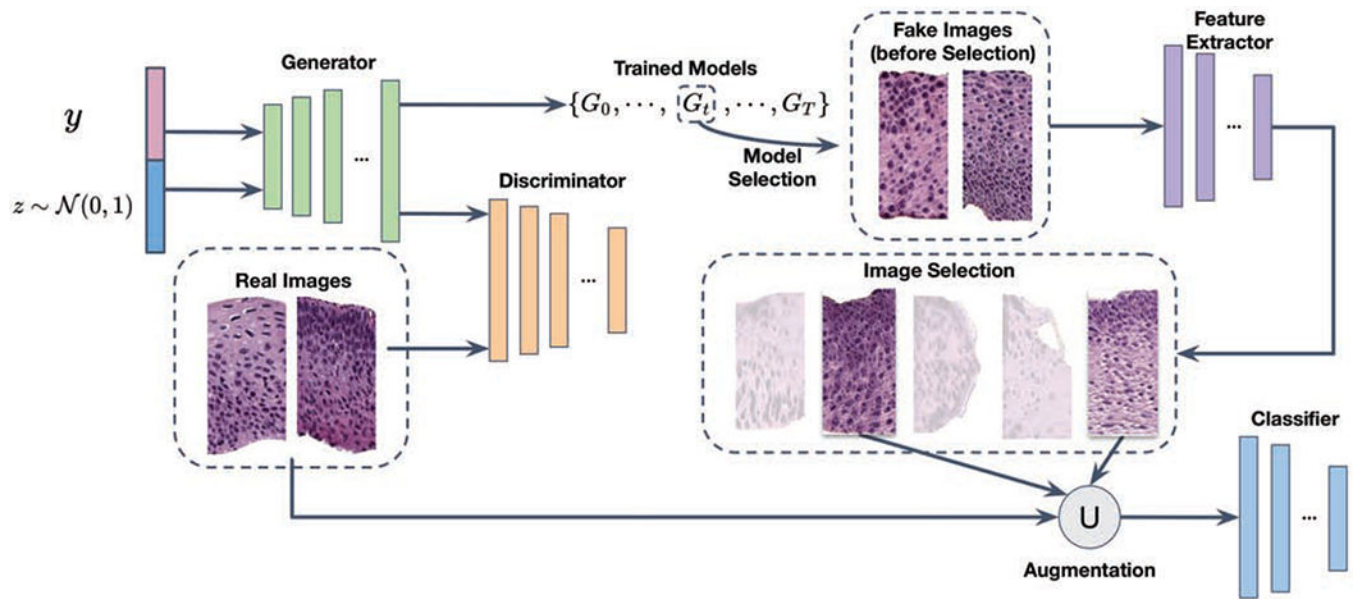 Generator
y
z ∼ N(0, 1)
Trained Models
{G₀, ⋯, Gₜ, ⋯, G_T}
Model
Selection
Fake Images
(before Selection)
Feature
Extractor
...
...
Discriminator
...
Real Images
Image Selection
Classifier
...
U
Augmentation